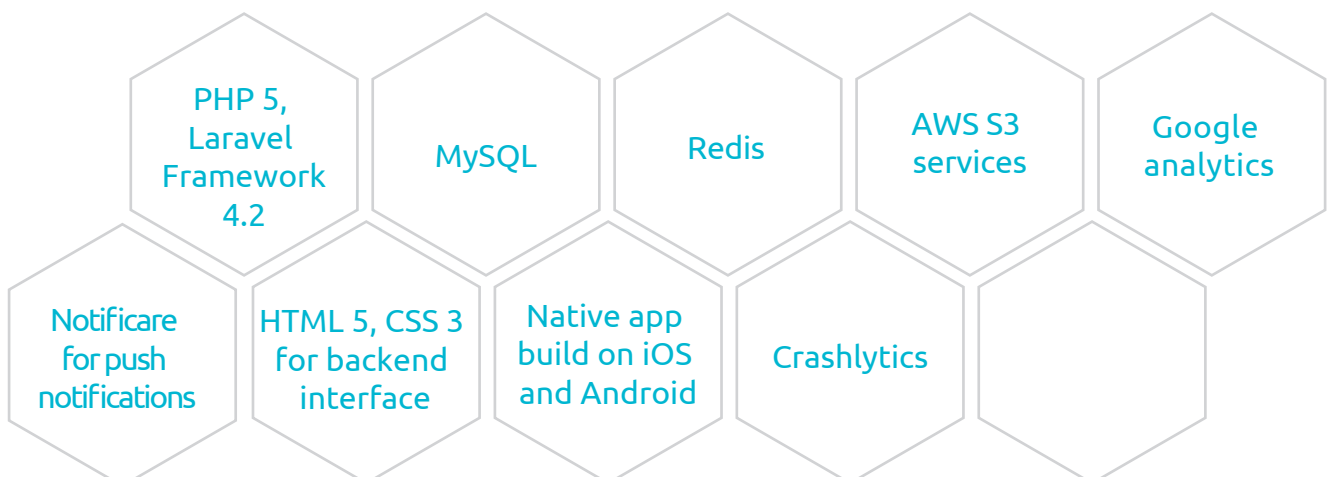 PHP 5,
Laravel
Framework
4.2
MySQL
Redis
AWS S3
services
Google
analytics
Notificare
for push
notifications
HTML 5, CSS 3
for backend
interface
Native app
build on iOS
and Android
Crashlytics